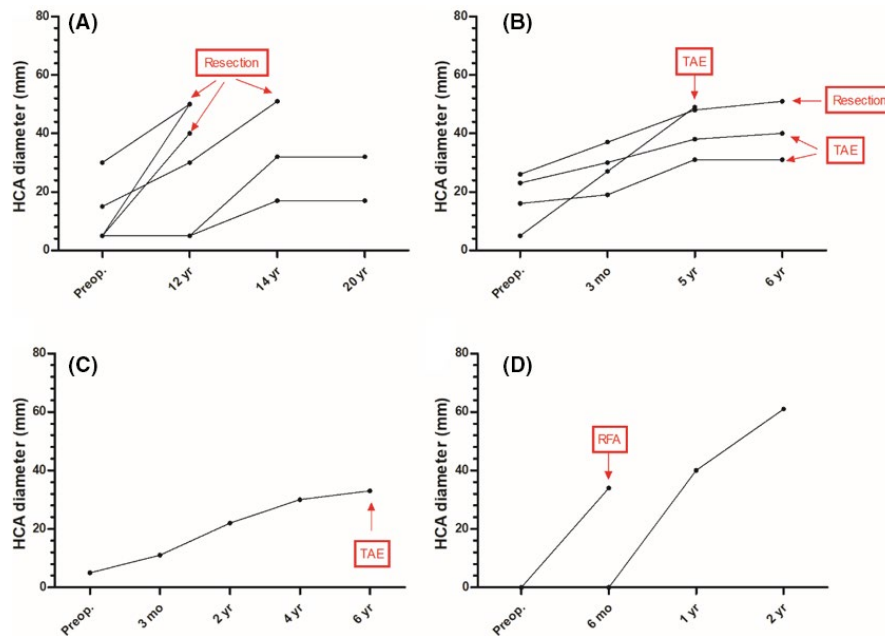 (A)
HCA diameter (mm)
80
60
40
20
0
Resection
Preop.
12 yr
14 yr
20 yr
(B)
HCA diameter (mm)
80
60
40
20
0
TAE
Resection
TAE
Preop.
3 mo
5 yr
6 yr
(C)
HCA diameter (mm)
80
60
40
20
0
TAE
Preop.
3 mo
2 yr
4 yr
6 yr
(D)
HCA diameter (mm)
80
60
40
20
0
RFA
Preop.
6 mo
1 yr
2 yr